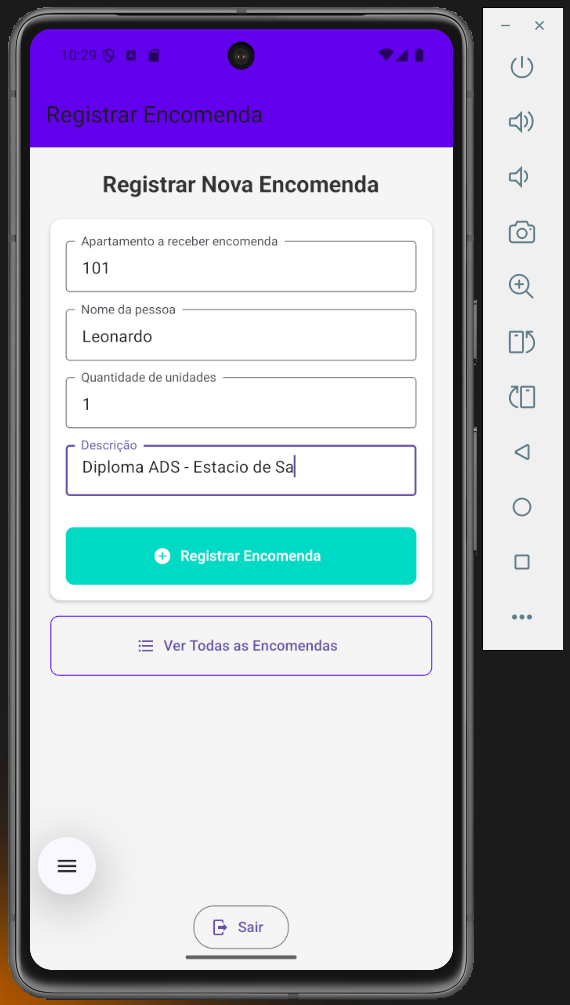 10:29
Registrar Encomenda
Registrar Nova Encomenda
Apartamento a receber encomenda
101
Nome da pessoa
Leonardo
Quantidade de unidades
1
Descrição
Diploma ADS - Estacio de Sa
Registrar Encomenda
Ver Todas as Encomendas
Sair